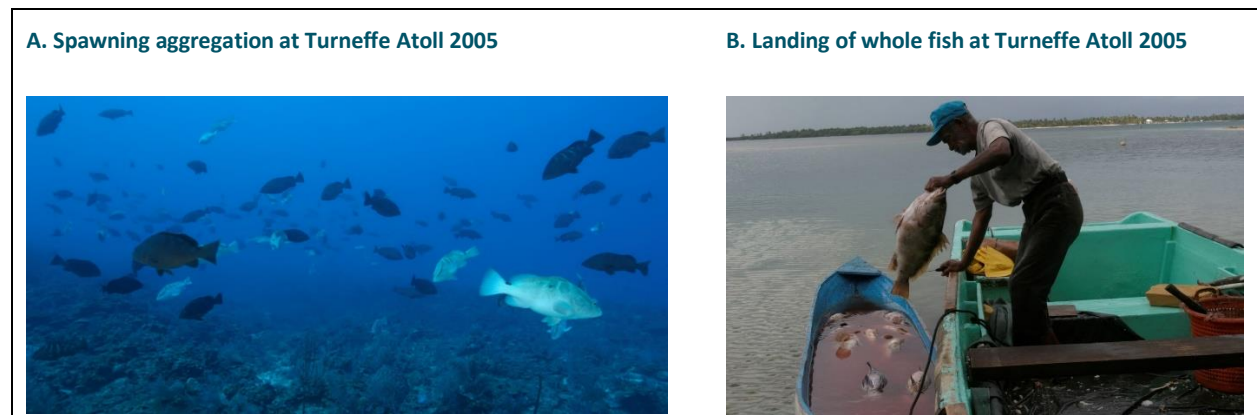 A. Spawning aggregation at Turneffe Atoll 2005
B. Landing of whole fish at Turneffe Atoll 2005